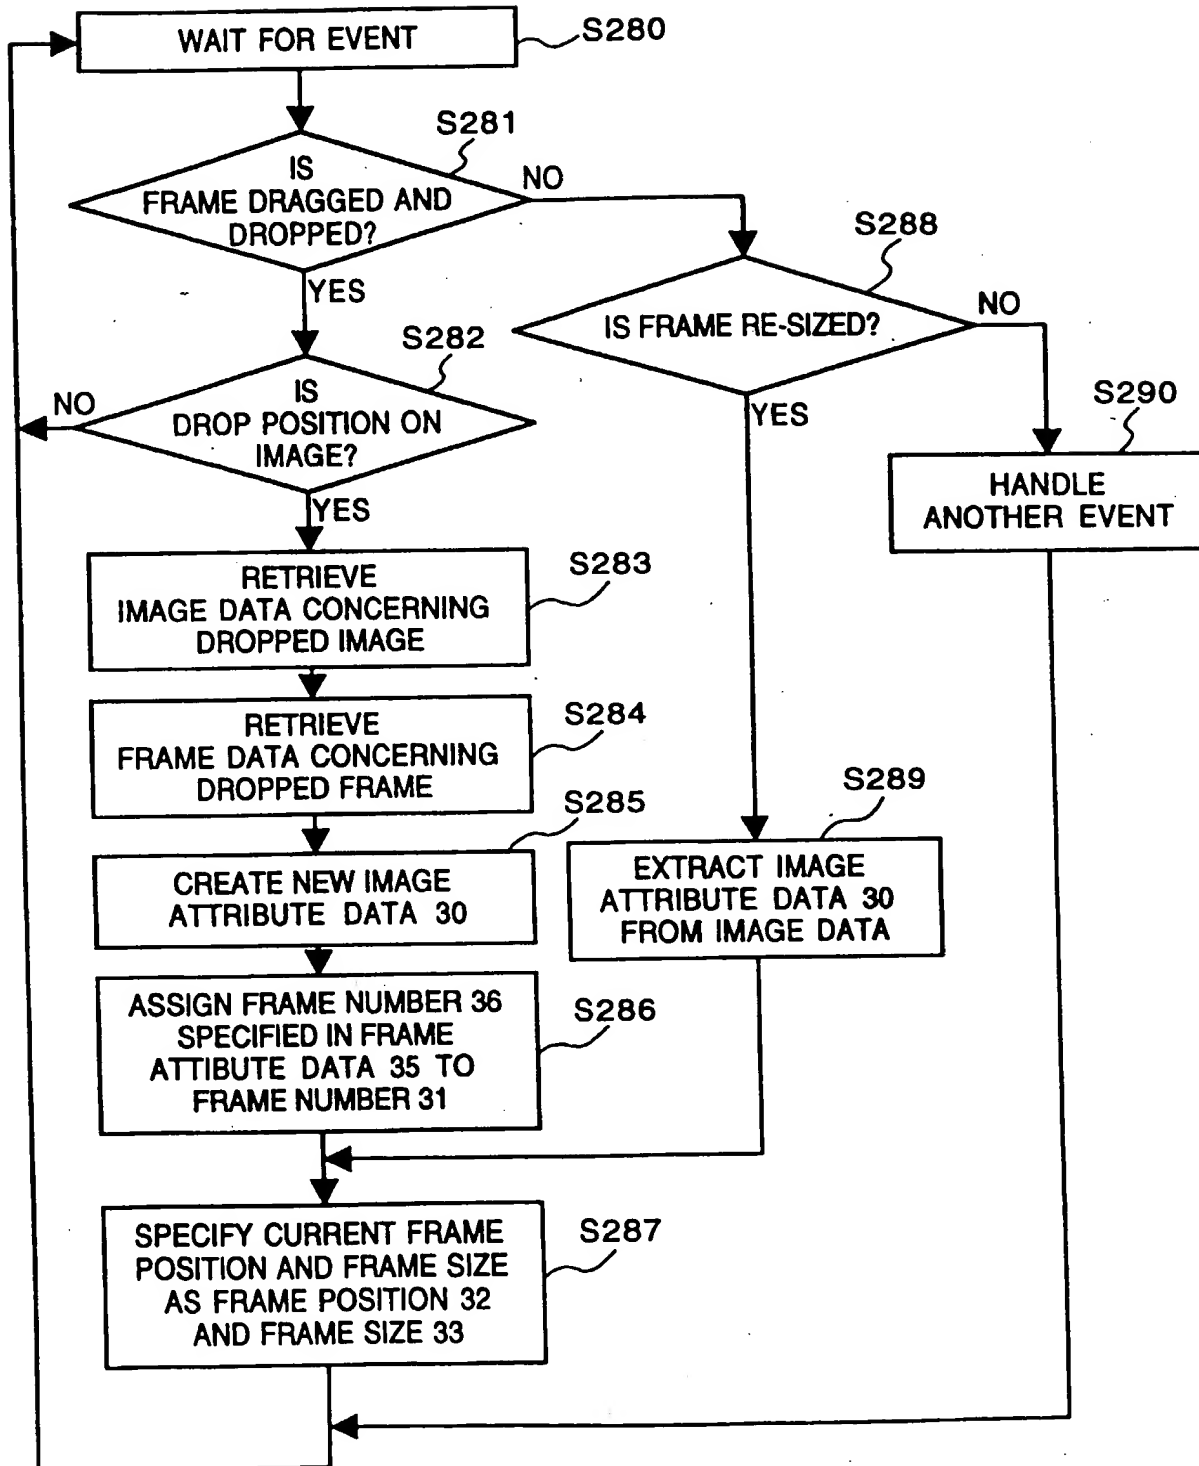 WAIT FOR EVENT
S280
S281
IS
FRAME DRAGGED AND
DROPPED?
NO
YES
S288
IS FRAME RE-SIZED?
NO
YES
S282
IS
DROP POSITION ON
IMAGE?
NO
YES
S290
HANDLE
ANOTHER EVENT
S283
RETRIEVE
IMAGE DATA CONCERNING
DROPPED IMAGE
S284
RETRIEVE
FRAME DATA CONCERNING
DROPPED FRAME
S285
CREATE NEW IMAGE
ATTRIBUTE DATA 30
S289
EXTRACT IMAGE
ATTRIBUTE DATA 30
FROM IMAGE DATA
S286
ASSIGN FRAME NUMBER 36
SPECIFIED IN FRAME
ATTIBUTE DATA 35 TO
FRAME NUMBER 31
S287
SPECIFY CURRENT FRAME
POSITION AND FRAME SIZE
AS FRAME POSITION 32
AND FRAME SIZE 33